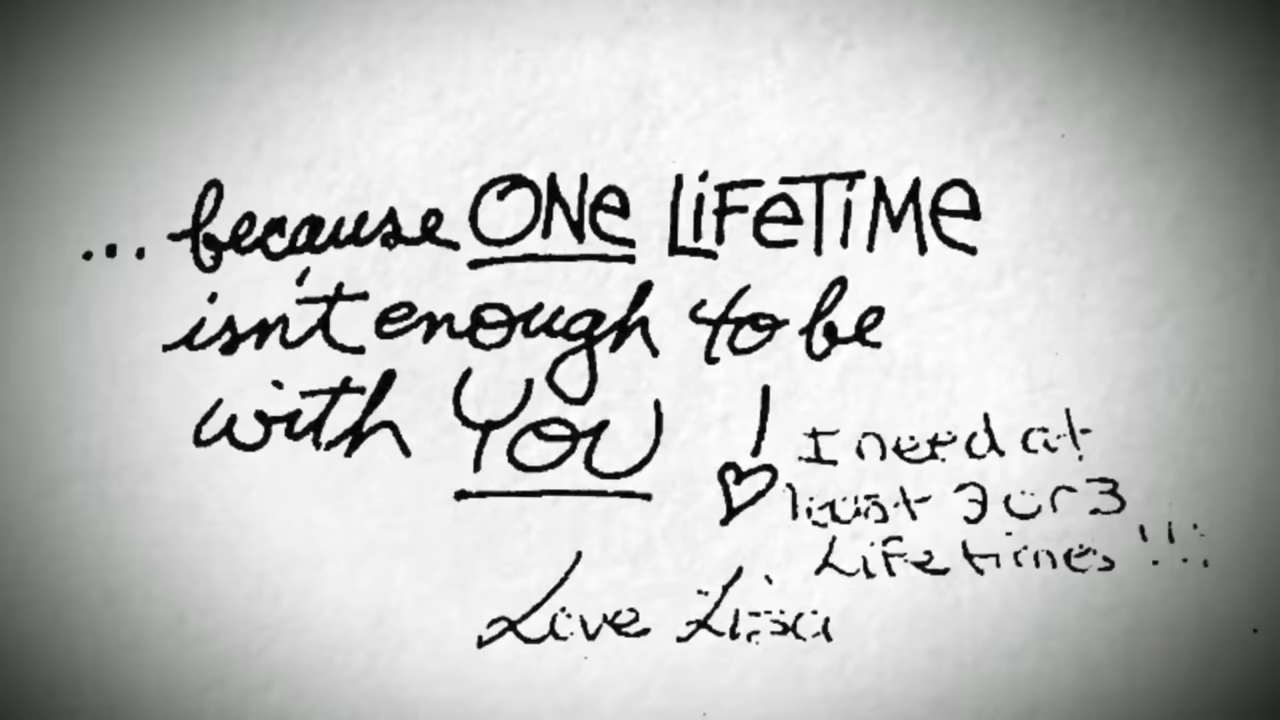 ... because ONe LiFeTiMe
isn't enough to be
with YOU !
I need at
least 2 or 3
Lifetimes !!!
Love Lisa